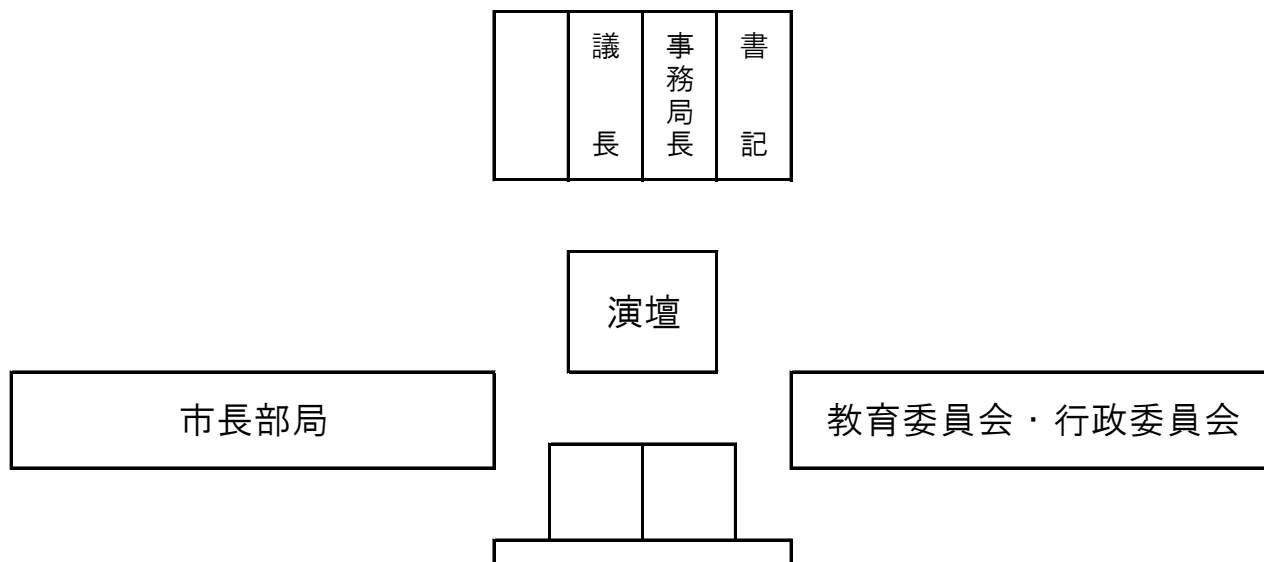 議長
事務局長
書記
演壇
市長部局
教育委員会・行政委員会